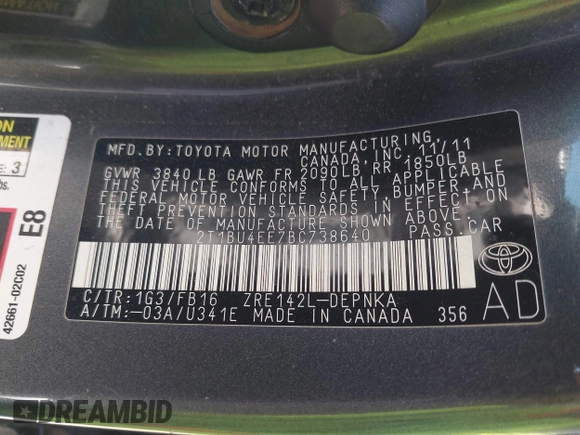 MFD.BY:TOYOTA MOTOR MANUFACTURING
CANADA, INC. 11/11
GVWR 3840 LB GAWR FR 2090LB RR 1850LB
THIS VEHICLE CONFORMS TO ALL APPLICABLE
FEDERAL MOTOR VEHICLE SAFETY, BUMPER AND
THEFT PREVENTION STANDARDS IN EFFECT ON
THE DATE OF MANUFACTURE SHOWN ABOVE.
2T1BU4EE7BC738640 PASS.CAR
C/TR:1G3/FB16 ZRE142L-DEPNKA
A/TM:-03A/U341E MADE IN CANADA 356
AD
E: 3
bs.
E8
42661-02C02
DREAMBID